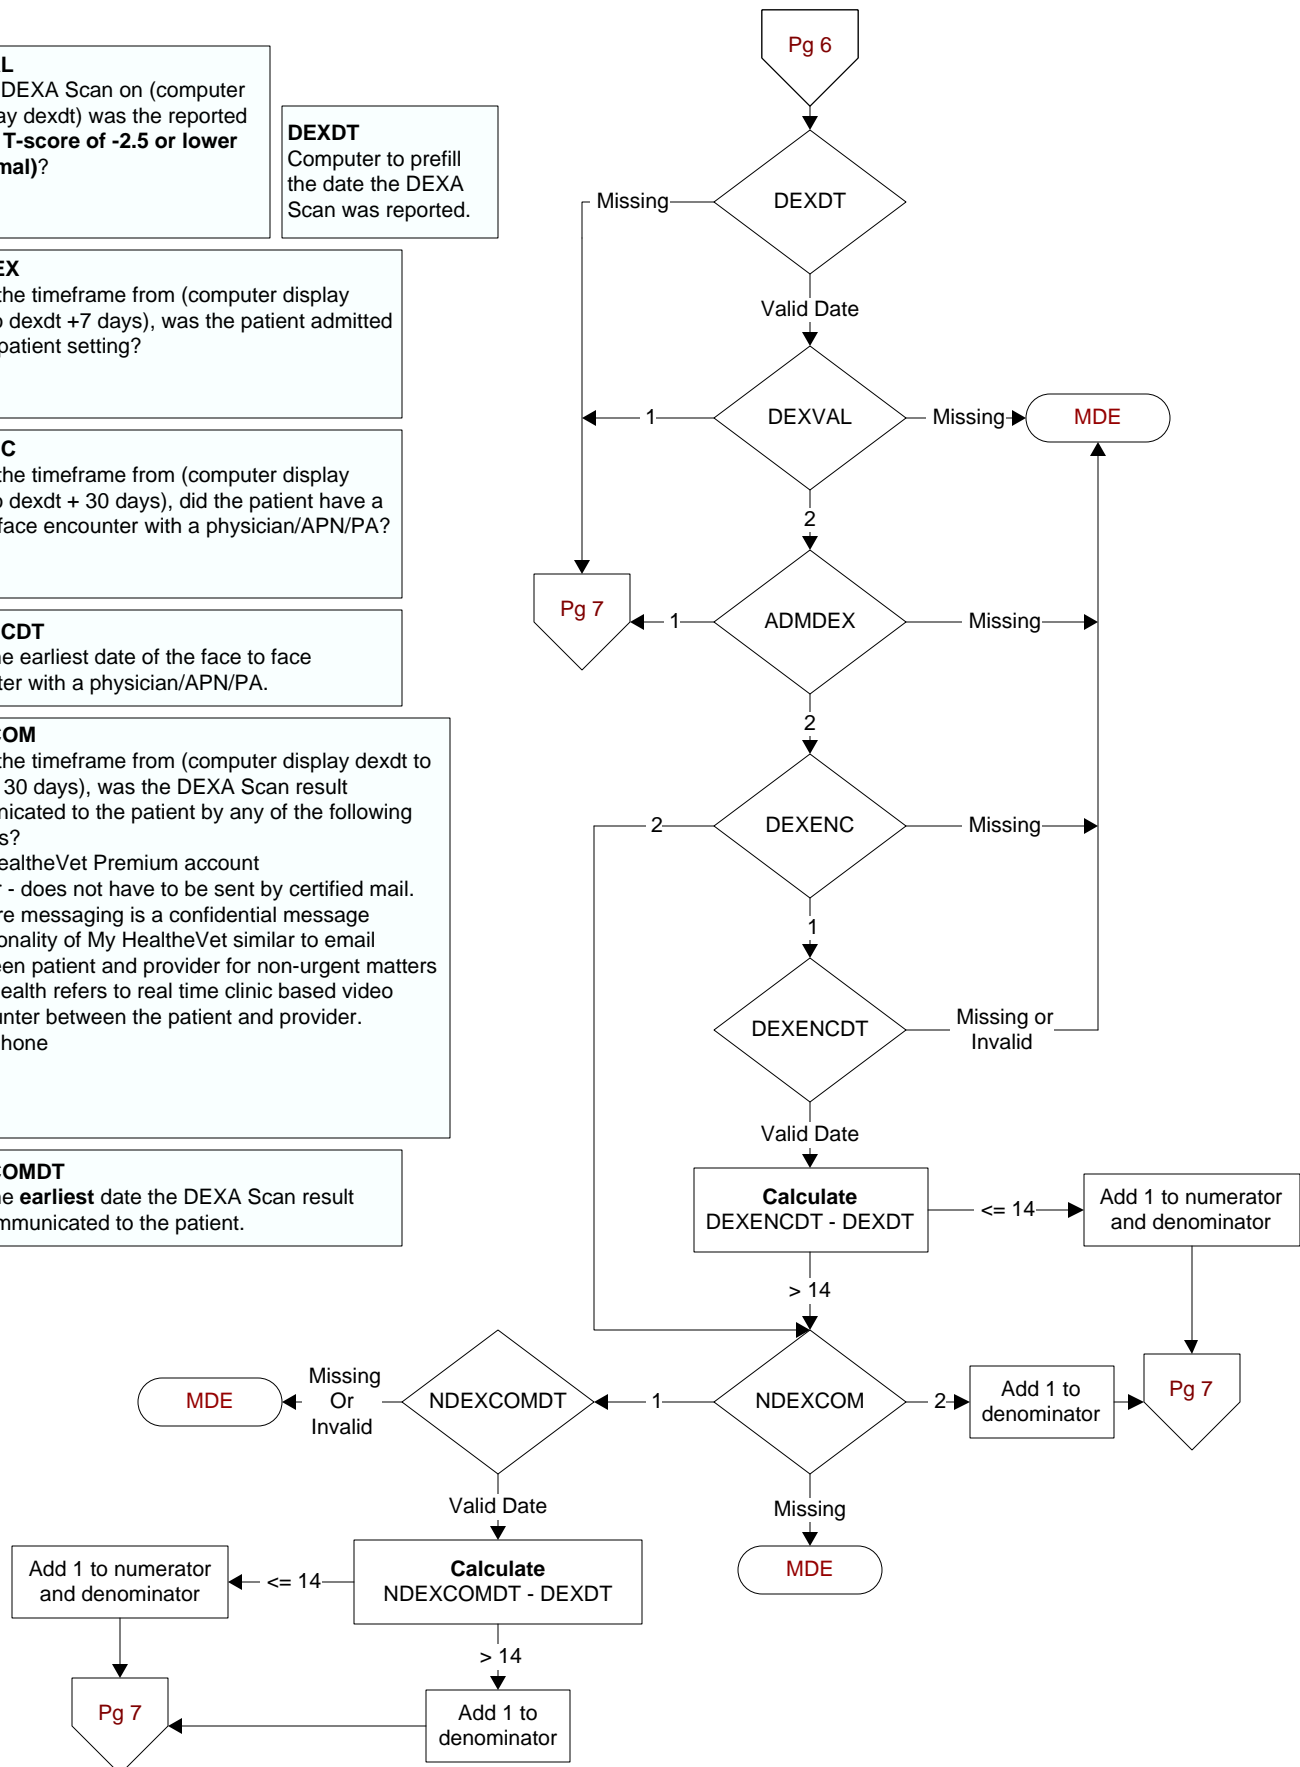 Pg 6
L
DEXA Scan on (computer
ay dexdt) was the reported
T-score of -2.5 or lower
mal)?
DEXDT
Computer to prefill
the date the DEXA
Scan was reported.
EX
the timeframe from (computer display
o dexdt +7 days), was the patient admitted
patient setting?
C
the timeframe from (computer display
o dexdt + 30 days), did the patient have a
face encounter with a physician/APN/PA?
CDT
ne earliest date of the face to face
ter with a physician/APN/PA.
COM
the timeframe from (computer display dexdt to
30 days), was the DEXA Scan result
nicated to the patient by any of the following
s?
ealtheVet Premium account
r - does not have to be sent by certified mail.
re messaging is a confidential message
onality of My HealtheVet similar to email
een patient and provider for non-urgent matters
health refers to real time clinic based video
unter between the patient and provider.
hone
COMDT
ne earliest date the DEXA Scan result
mmunicated to the patient.
DEXDT
Missing
Valid Date
DEXVAL
1
Missing
MDE
2
ADMDEX
1
Pg 7
Missing
2
DEXENC
2
Missing
1
DEXENCDT
Missing or
Invalid
Valid Date
Calculate
DEXENCDT - DEXDT
<= 14
Add 1 to numerator
and denominator
> 14
NDEXCOM
2
Add 1 to
denominator
Pg 7
1
NDEXCOMDT
Missing
Or
Invalid
MDE
Missing
MDE
Valid Date
Calculate
NDEXCOMDT - DEXDT
<= 14
Add 1 to numerator
and denominator
> 14
Add 1 to
denominator
Pg 7